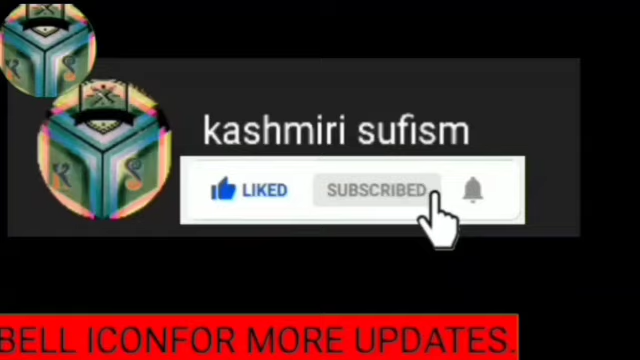 kashmiri sufism
LIKED SUBSCRIBED
BELL ICONFOR MORE UPDATES.